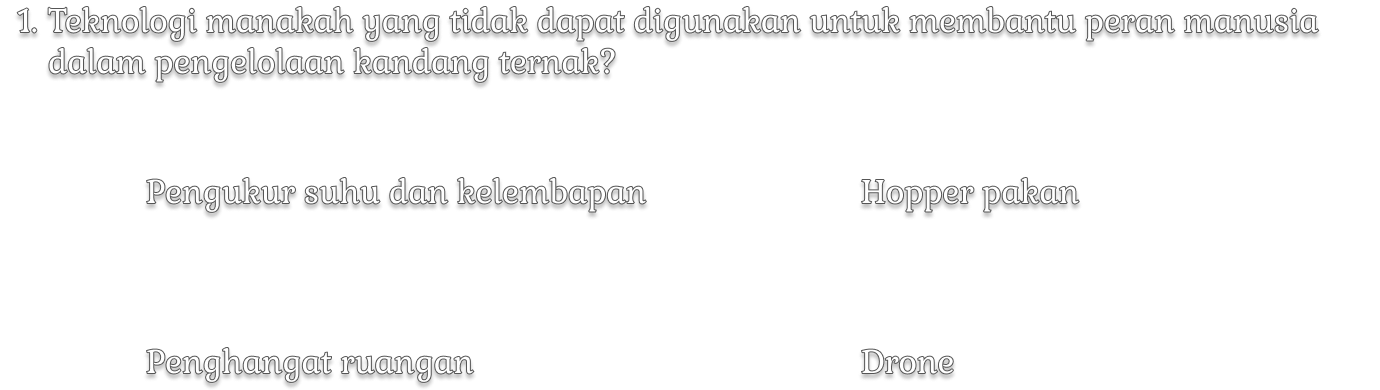 1. Teknologi manakah yang tidak dapat digunakan untuk membantu peran manusia
dalam pengelolaan kandang ternak?
Pengukur suhu dan kelembapan
Hopper pakan
Penghangat ruangan
Drone